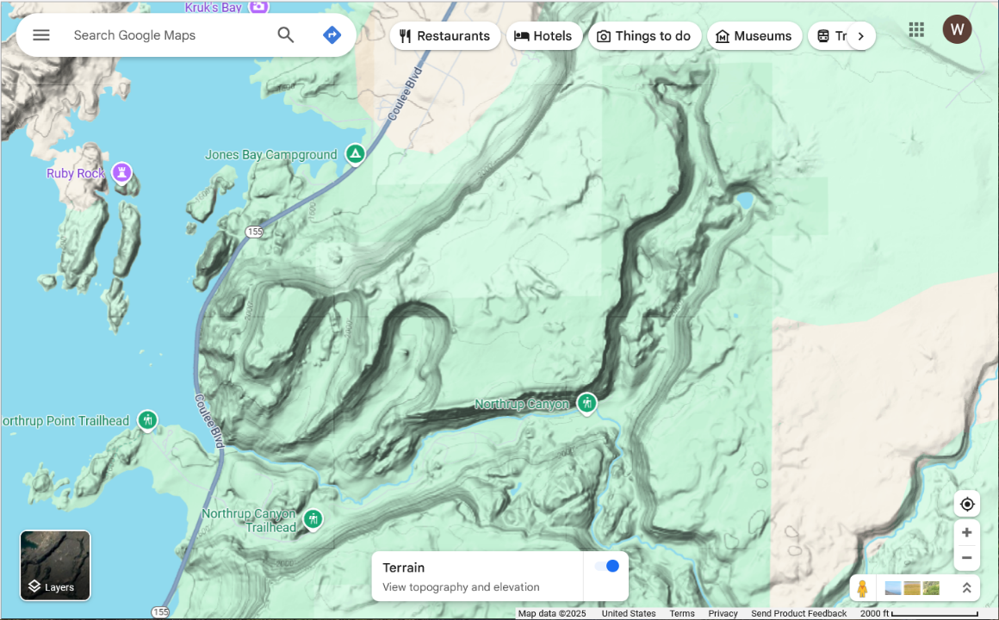 Kruk's Bay
Search Google Maps
Restaurants
Hotels
Things to do
Museums
Tr
W
Coulee Blvd
Jones Bay Campground
Ruby Rock
155
Northrup Canyon
orthrup Point Trailhead
Coulee Blvd
Northrup Canyon
Trailhead
Layers
Terrain
View topography and elevation
155
Map data ©2025 United States Terms Privacy Send Product Feedback 2000 ft